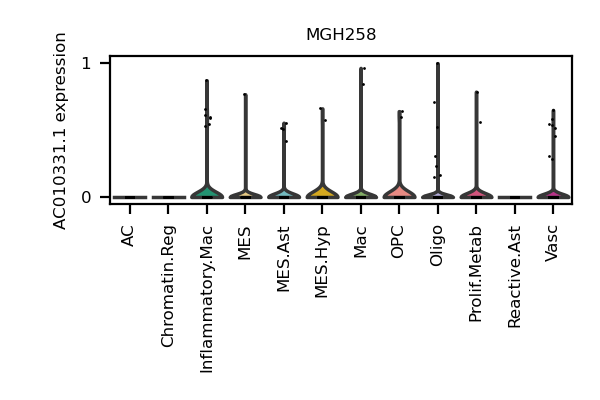 MGH258
AC010331.1 expression
1
0
AC
Chromatin.Reg
Inflammatory.Mac
MES
MES.Ast
MES.Hyp
Mac
OPC
Oligo
Prolif.Metab
Reactive.Ast
Vasc